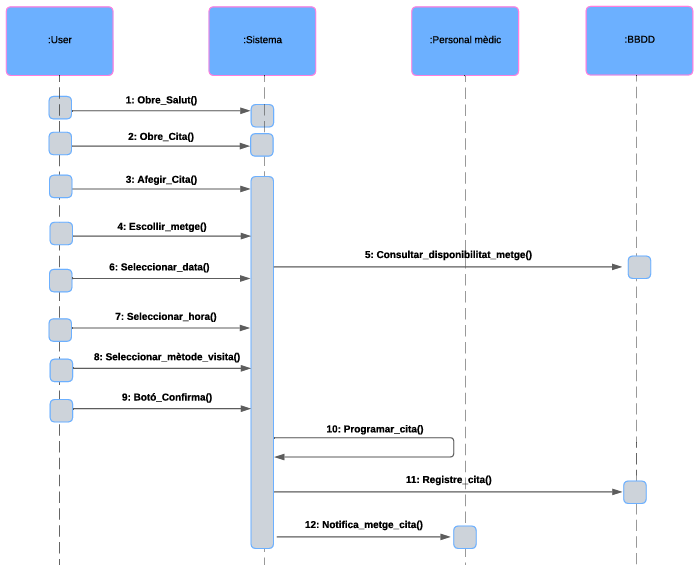 :User
:Sistema
:Personal mèdic
:BBDD
1: Obre_Salut()
2: Obre_Cita()
3: Afegir_Cita()
4: Escollir_metge()
5: Consultar_disponibilitat_metge()
6: Seleccionar_data()
7: Seleccionar_hora()
8: Seleccionar_mètode_visita()
9: Botó_Confirma()
10: Programar_cita()
11: Registre_cita()
12: Notifica_metge_cita()